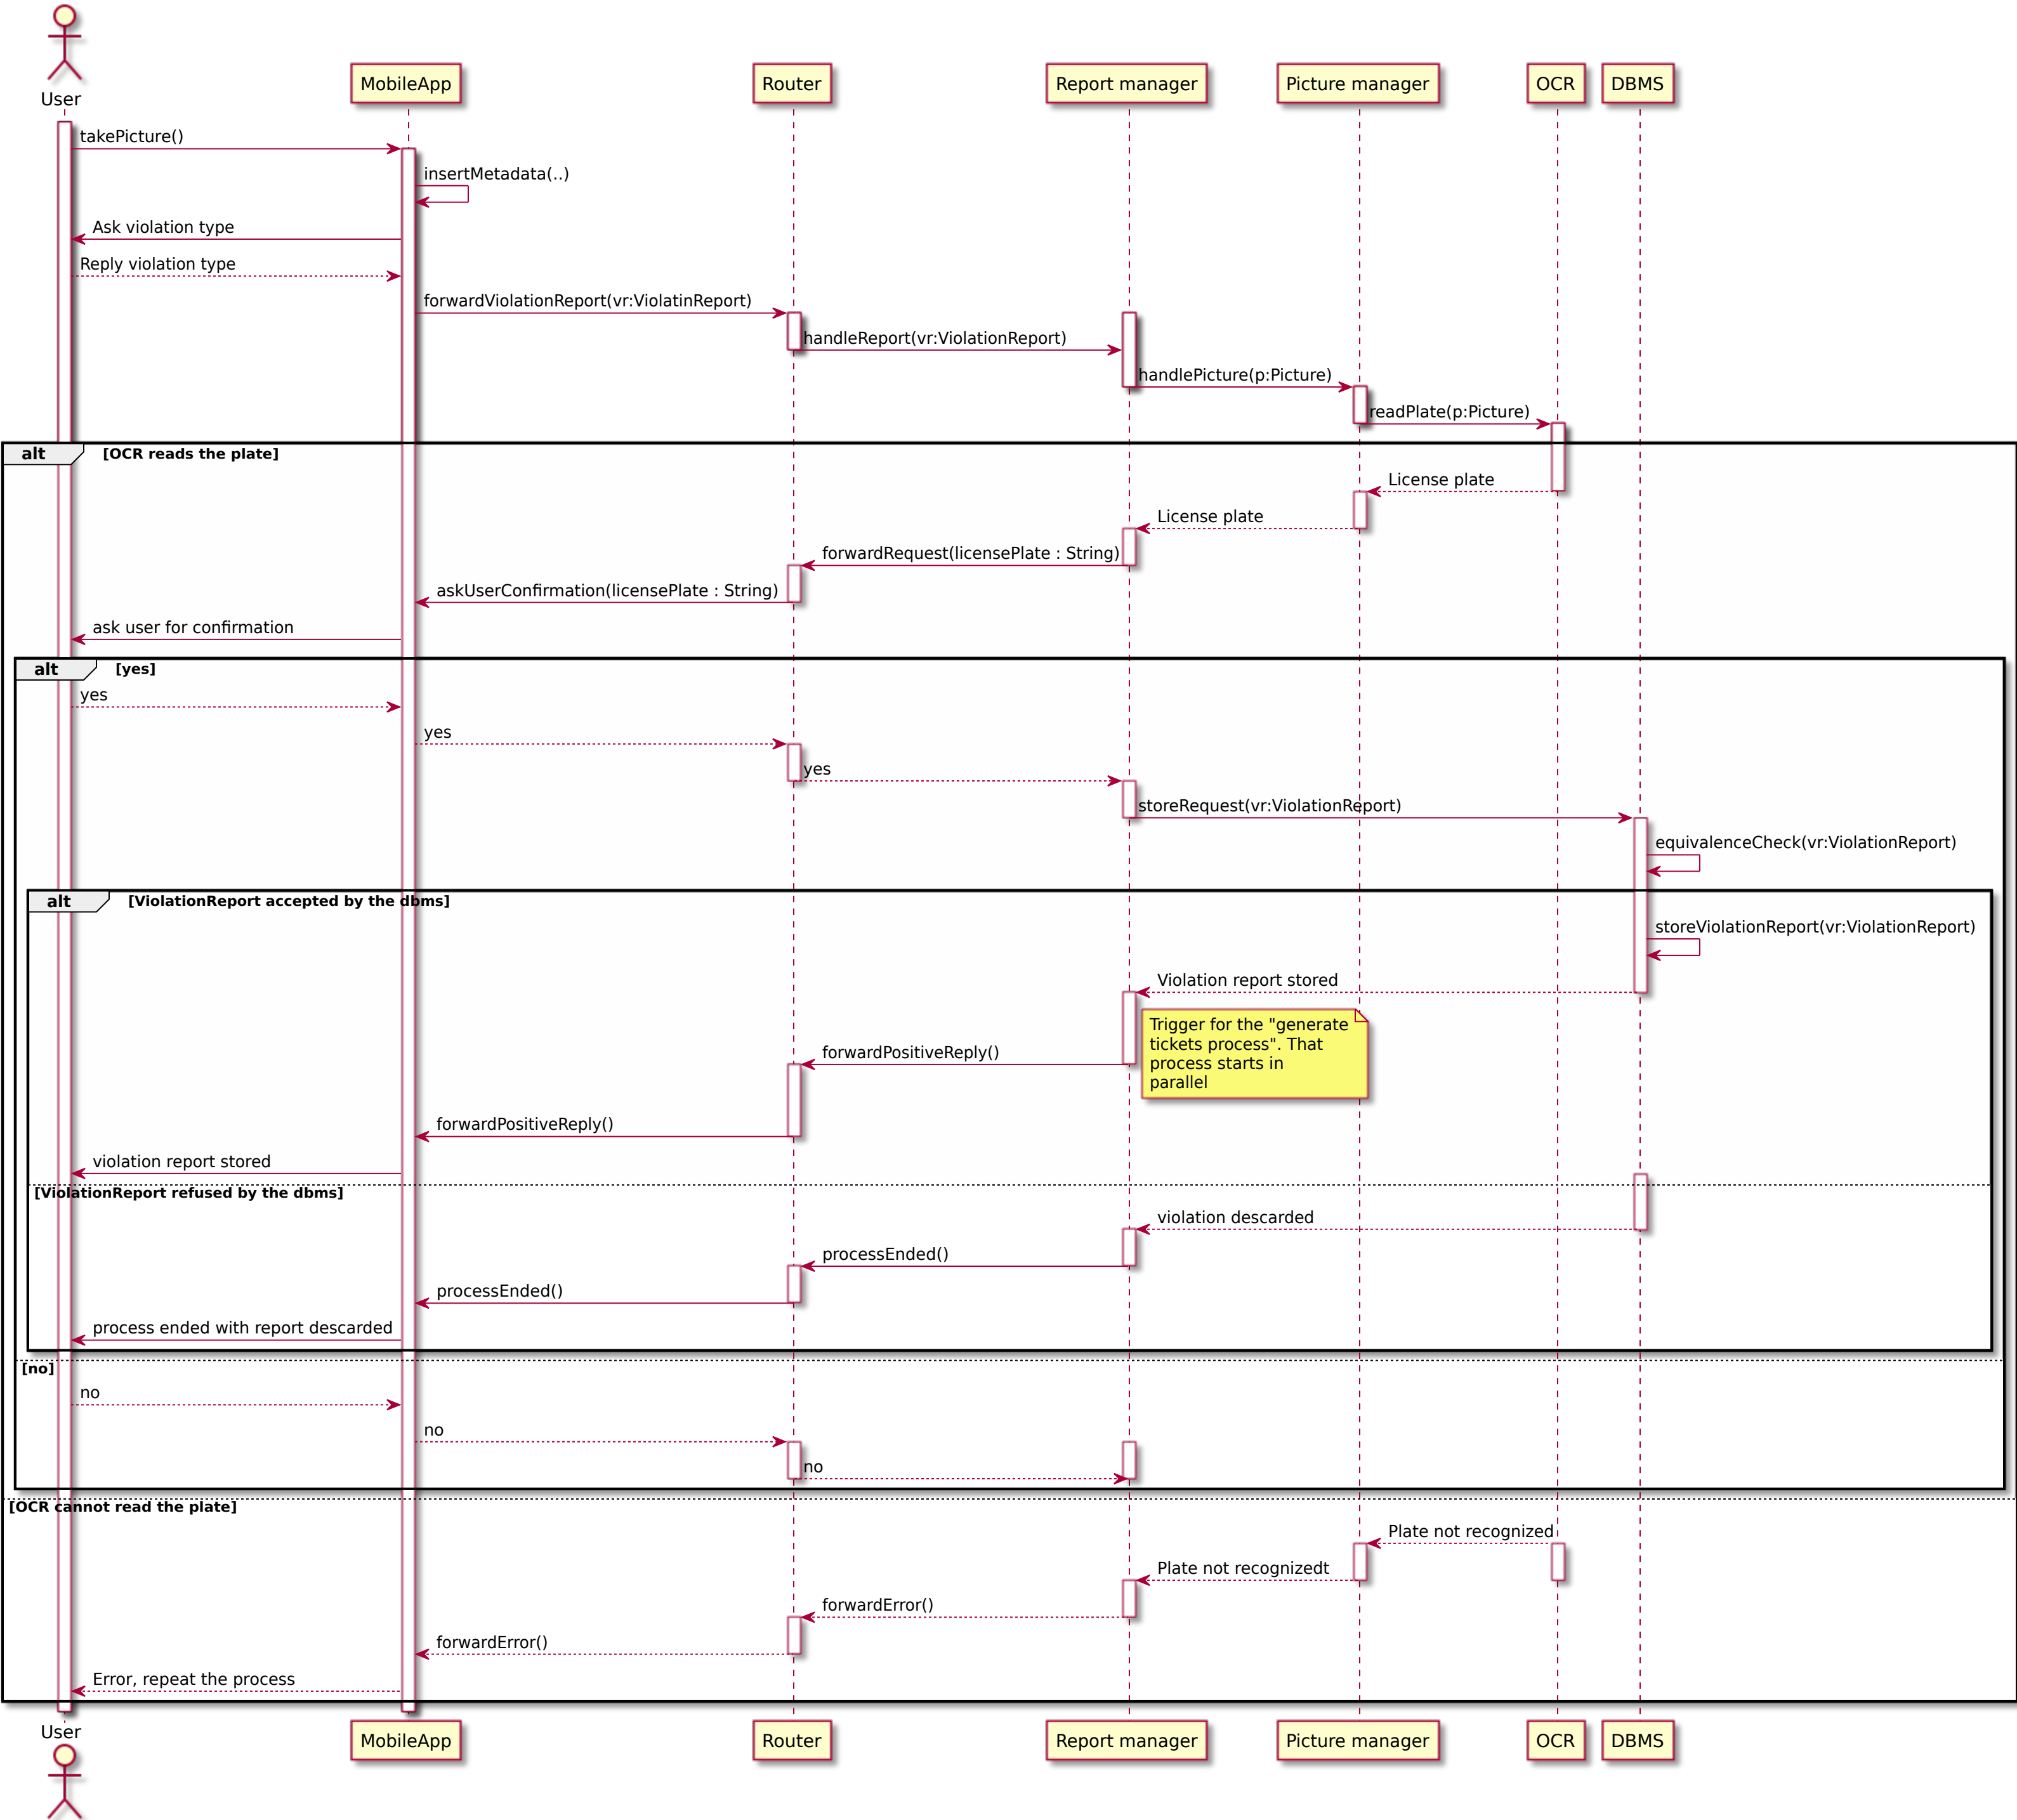 User
MobileApp
Router
Report manager
Picture manager
OCR
DBMS
takePicture()
insertMetadata(..)
Ask violation type
Reply violation type
forwardViolationReport(vr:ViolatinReport)
handleReport(vr:ViolationReport)
handlePicture(p:Picture)
readPlate(p:Picture)
alt [OCR reads the plate]
License plate
License plate
forwardRequest(licensePlate : String)
askUserConfirmation(licensePlate : String)
ask user for confirmation
alt [yes]
yes
yes
yes
storeRequest(vr:ViolationReport)
equivalenceCheck(vr:ViolationReport)
alt [ViolationReport accepted by the dbms]
storeViolationReport(vr:ViolationReport)
Violation report stored
Trigger for the "generate
tickets process". That
process starts in
parallel
forwardPositiveReply()
forwardPositiveReply()
violation report stored
[ViolationReport refused by the dbms]
violation descarded
processEnded()
processEnded()
process ended with report descarded
[no]
no
no
no
[OCR cannot read the plate]
Plate not recognized
Plate not recognizedt
forwardError()
forwardError()
Error, repeat the process
User
MobileApp
Router
Report manager
Picture manager
OCR
DBMS